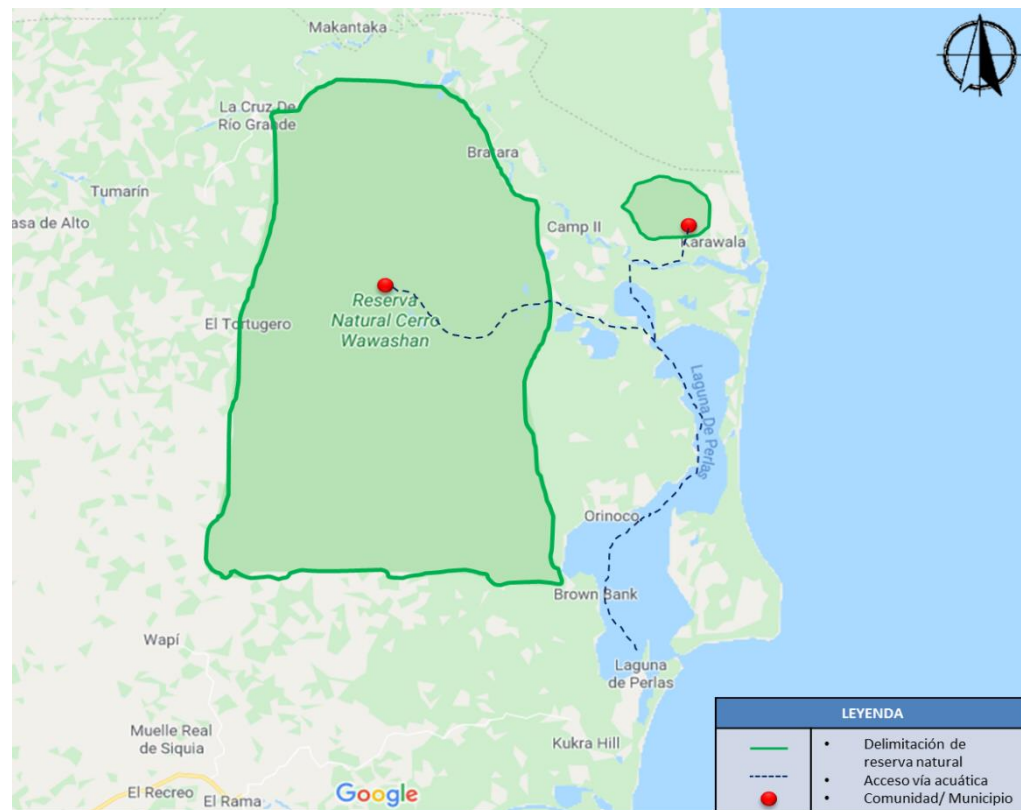 Makantaka
La Cruz De
Río Grande
Bratara
Tumarín
asa de Alto
Camp II
Karawala
Reserva
Natural Cerro
Wawashan
El Tortugero
Laguna De Perlas
Orinoco
Brown Bank
Wapí
Laguna
de Perlas
Muelle Real
de Siquia
Kukra Hill
El Recreo
El Rama
Google
LEYENDA
• Delimitación de
reserva natural
• Acceso vía acuática
• Comunidad/ Municipio